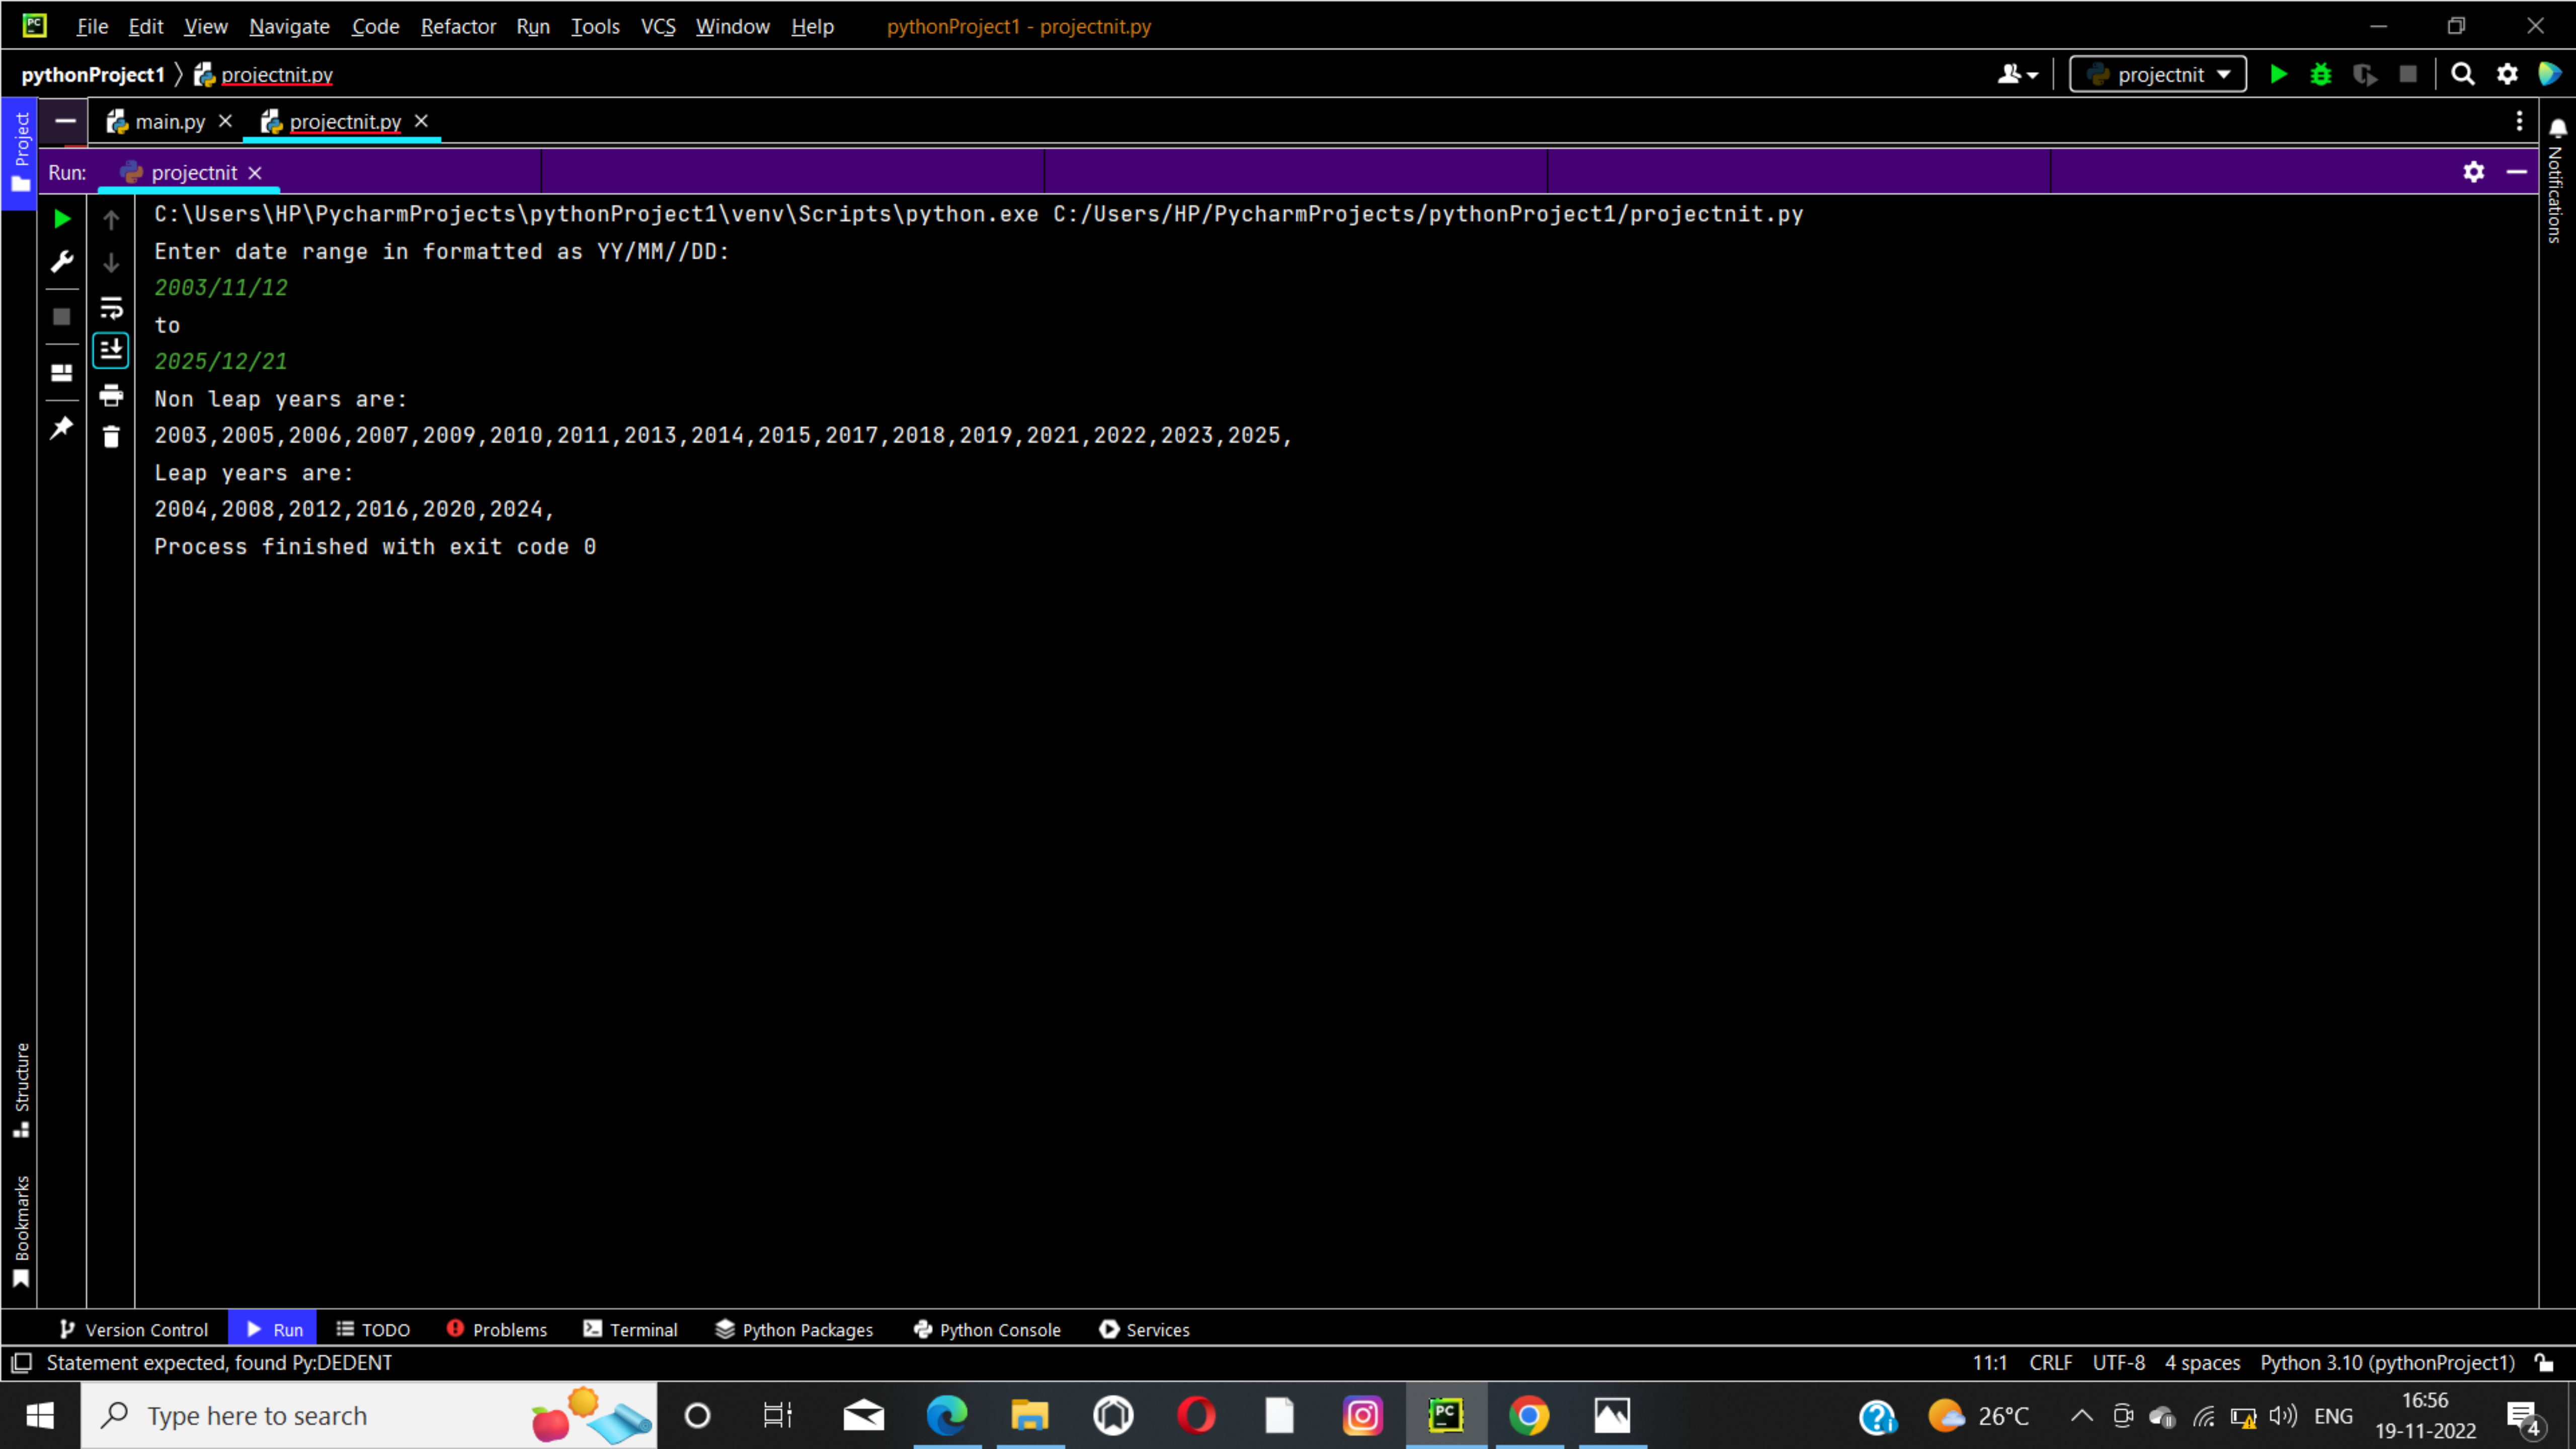 PC File Edit View Navigate Code Refactor Run Tools VCS Window Help pythonProject1 - projectnit.py
pythonProject1 projectnit.py projectnit
Project
main.py projectnit.py
Notifications
Run: projectnit
C:\Users\HP\PycharmProjects\pythonProject1\venv\Scripts\python.exe C:/Users/HP/PycharmProjects/pythonProject1/projectnit.py
Enter date range in formatted as YY/MM//DD:
2003/11/12
to
2025/12/21
Non leap years are:
2003,2005,2006,2007,2009,2010,2011,2013,2014,2015,2017,2018,2019,2021,2022,2023,2025,
Leap years are:
2004,2008,2012,2016,2020,2024,
Process finished with exit code 0
Structure
Bookmarks
Version Control Run TODO Problems Terminal Python Packages Python Console Services
Statement expected, found Py:DEDENT 11:1 CRLF UTF-8 4 spaces Python 3.10 (pythonProject1)
Type here to search PC 26°C ENG 16:56
19-11-2022 4